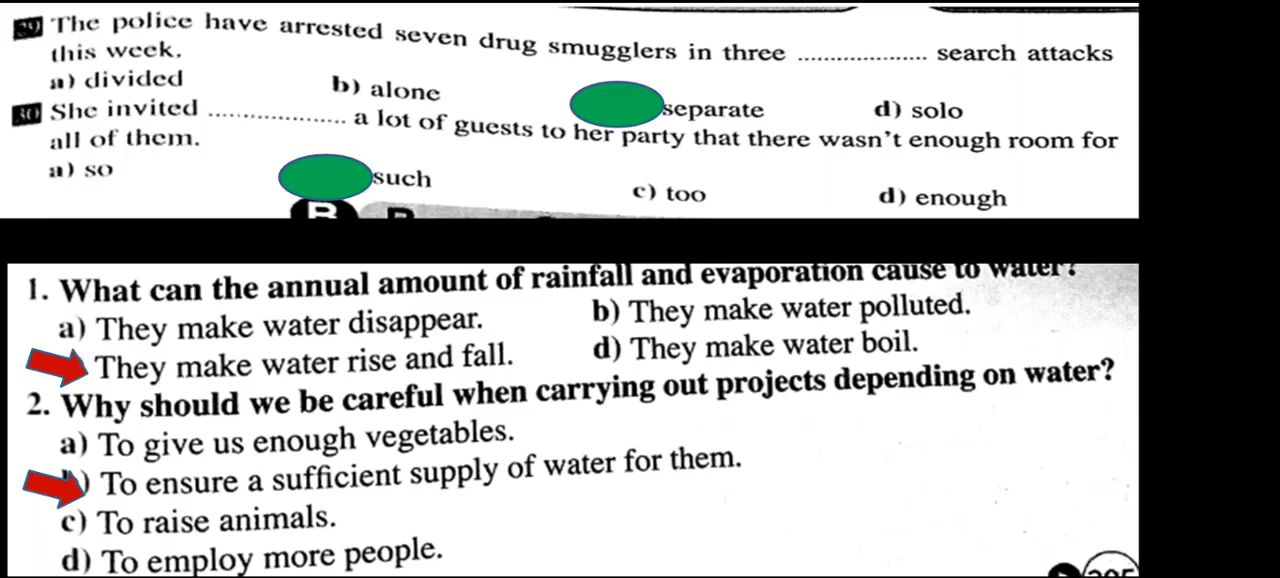 29 The police have arrested seven drug smugglers in three .................... search attacks
this week.
a) divided b) alone separate d) solo
30 She invited .................... a lot of guests to her party that there wasn't enough room for
all of them.
a) so such c) too d) enough
1. What can the annual amount of rainfall and evaporation cause to water?
a) They make water disappear. b) They make water polluted.
They make water rise and fall. d) They make water boil.
2. Why should we be careful when carrying out projects depending on water?
a) To give us enough vegetables.
) To ensure a sufficient supply of water for them.
c) To raise animals.
d) To employ more people.